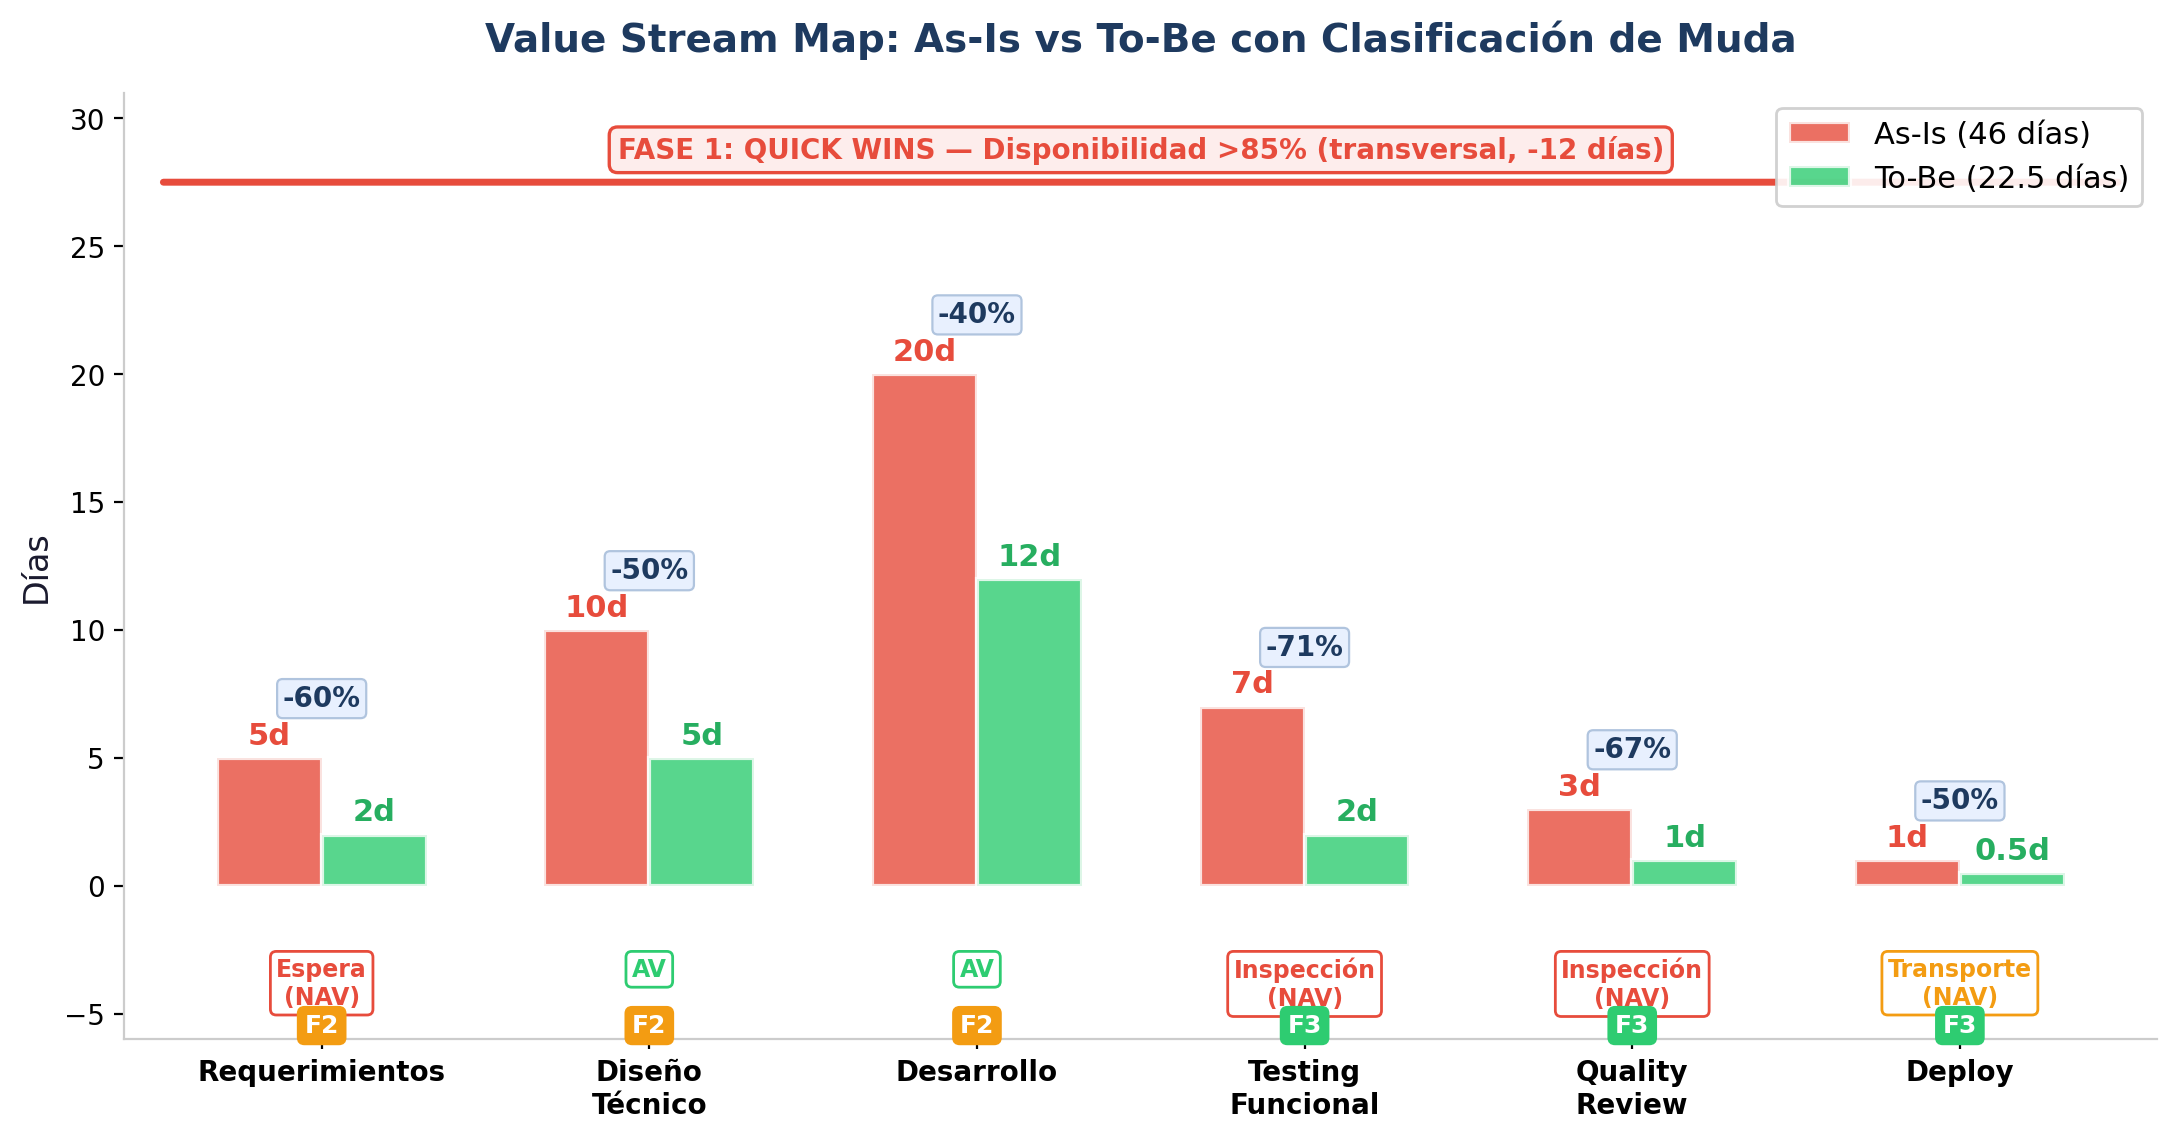 Value Stream Map: As-Is vs To-Be con Clasificación de Muda
FASE 1: QUICK WINS — Disponibilidad >85% (transversal, -12 días)
As-Is (46 días)
To-Be (22.5 días)
Días
30
25
20
15
10
5
0
−5
-60%
5d
2d
-50%
10d
5d
-40%
20d
12d
-71%
7d
2d
-67%
3d
1d
-50%
1d
0.5d
Espera
(NAV)
F2
AV
F2
AV
F2
Inspección
(NAV)
F3
Inspección
(NAV)
F3
Transporte
(NAV)
F3
Requerimientos
Diseño
Técnico
Desarrollo
Testing
Funcional
Quality
Review
Deploy